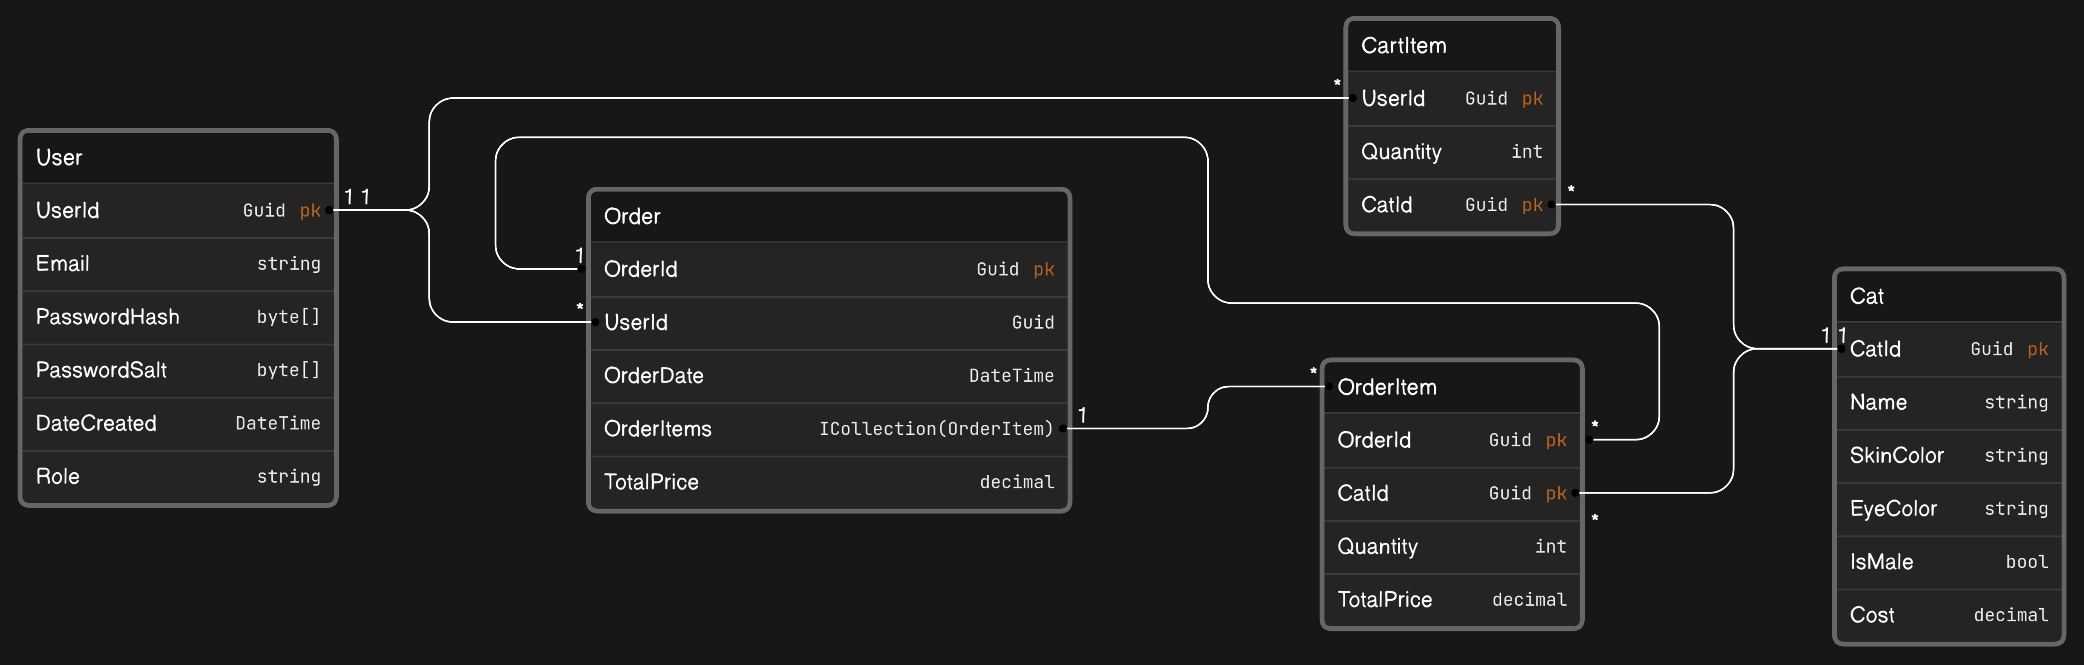 User
UserId Guid pk
Email string
PasswordHash byte[]
PasswordSalt byte[]
DateCreated DateTime
Role string
1 1
Order
1
OrderId Guid pk
*
UserId Guid
OrderDate DateTime
OrderItems ICollection(OrderItem)
1
TotalPrice decimal
CartItem
*
UserId Guid pk
Quantity int
CatId Guid pk
*
*
OrderItem
OrderId Guid pk
*
CatId Guid pk
*
Quantity int
TotalPrice decimal
Cat
1 1
CatId Guid pk
Name string
SkinColor string
EyeColor string
IsMale bool
Cost decimal